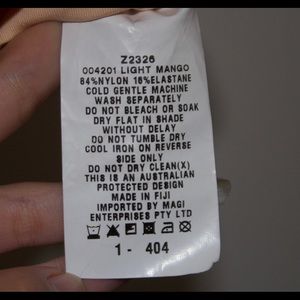 Z2326
004201 LIGHT MANGO
84%NYLON 16%ELASTANE
COLD GENTLE MACHINE
WASH SEPARATELY
DO NOT BLEACH OR SOAK
DRY FLAT IN SHADE
WITHOUT DELAY
DO NOT TUMBLE DRY
COOL IRON ON REVERSE
SIDE ONLY
DO NOT DRY CLEAN(X)
THIS IS AN AUSTRALIAN
PROTECTED DESIGN
MADE IN FIJI
IMPORTED BY MAGI
ENTERPRISES PTY LTD
1 - 404